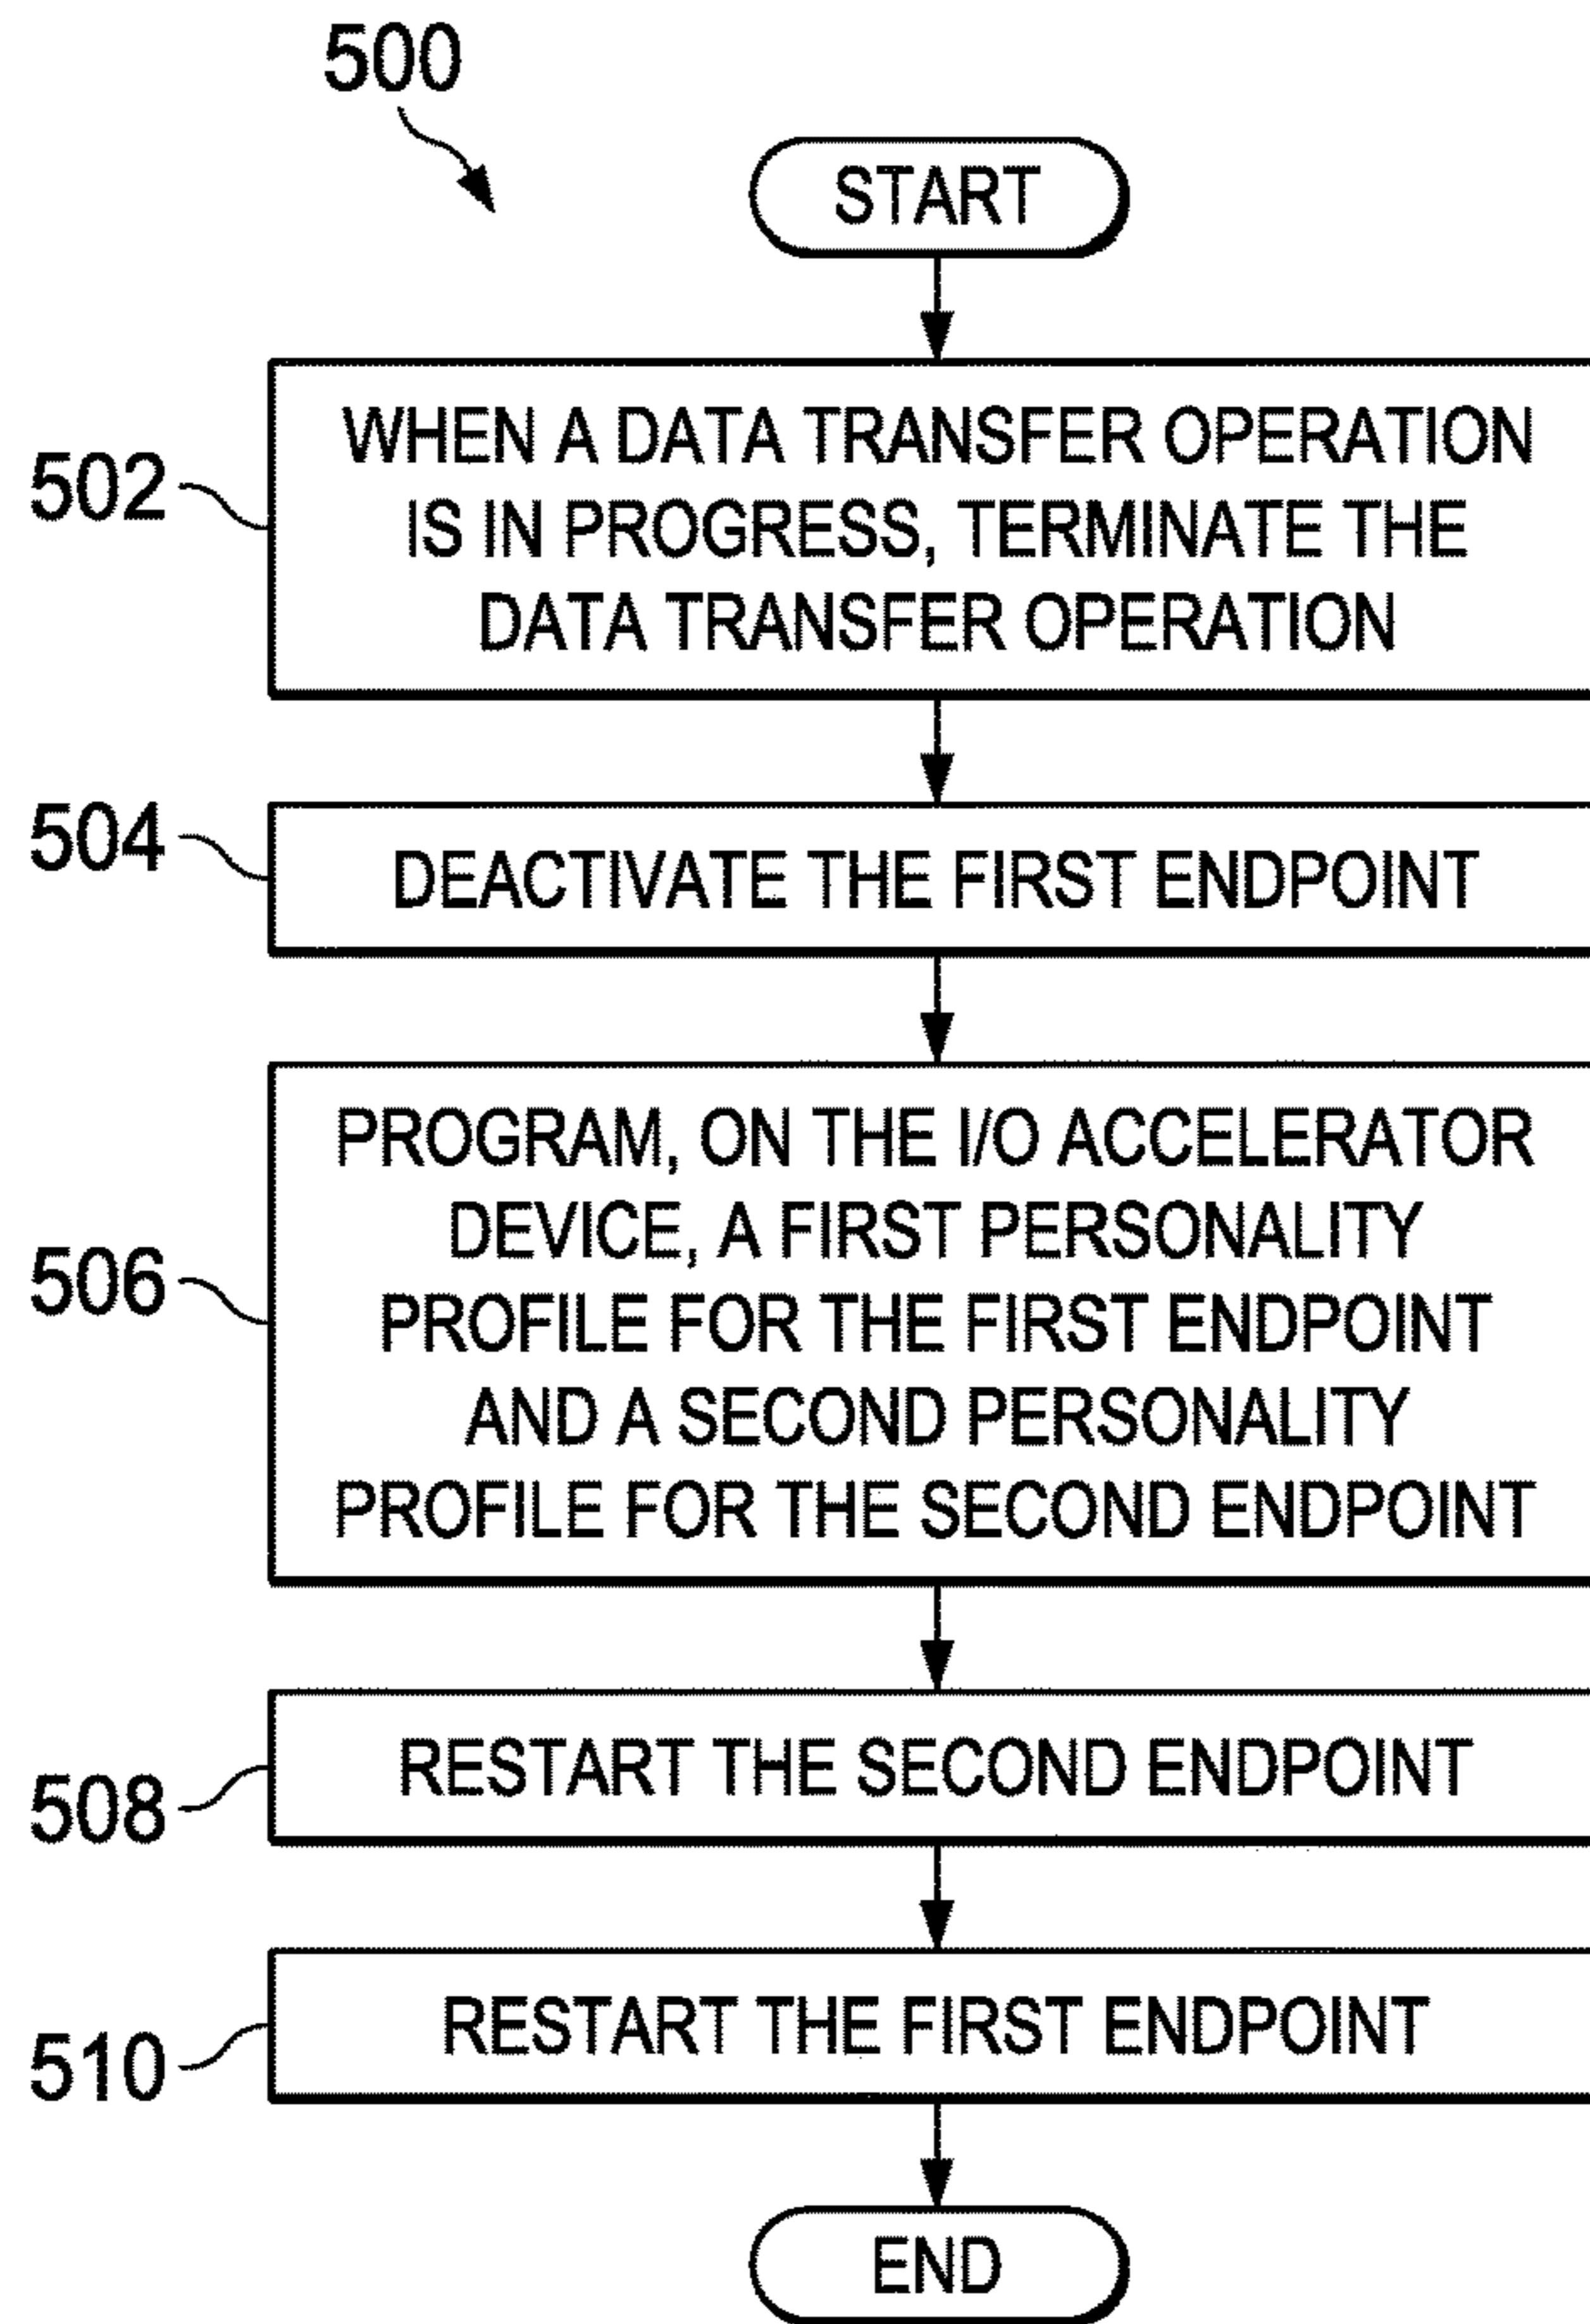 500
START
502
WHEN A DATA TRANSFER OPERATION
IS IN PROGRESS, TERMINATE THE
DATA TRANSFER OPERATION
504
DEACTIVATE THE FIRST ENDPOINT
506
PROGRAM, ON THE I/O ACCELERATOR
DEVICE, A FIRST PERSONALITY
PROFILE FOR THE FIRST ENDPOINT
AND A SECOND PERSONALITY
PROFILE FOR THE SECOND ENDPOINT
508
RESTART THE SECOND ENDPOINT
510
RESTART THE FIRST ENDPOINT
END